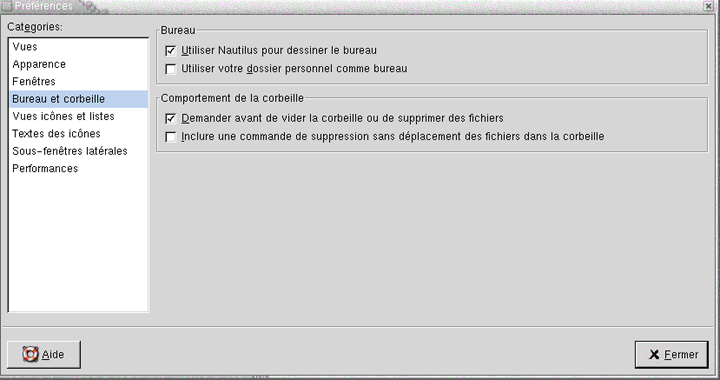 Préférences
Categories:
Vues
Apparence
Fenêtres
Bureau et corbeille
Vues icônes et listes
Textes des icônes
Sous-fenêtres latérales
Performances
Bureau
Utiliser Nautilus pour dessiner le bureau
Utiliser votre dossier personnel comme bureau
Comportement de la corbeille
Demander avant de vider la corbeille ou de supprimer des fichiers
Inclure une commande de suppression sans déplacement des fichiers dans la corbeille
Aide
Fermer